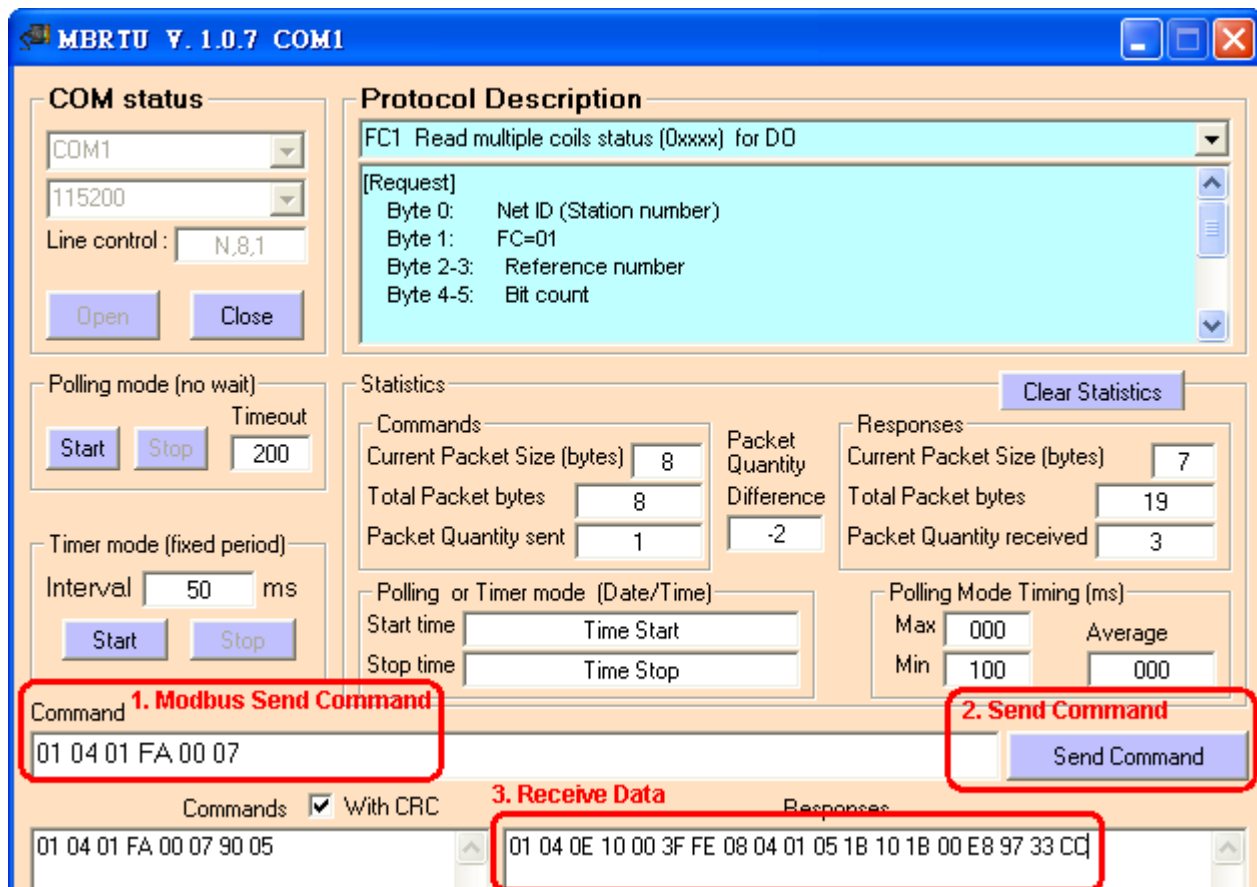 MBRTU V. 1.0.7 COM1
COM status
COM1
115200
Line control :
N,8,1
Open
Close
Protocol Description
FC1 Read multiple coils status (0xxxx) for DO
[Request]
Byte 0: Net ID (Station number)
Byte 1: FC=01
Byte 2-3: Reference number
Byte 4-5: Bit count
Polling mode (no wait)
Timeout
Start
Stop
200
Timer mode (fixed period)
Interval 50 ms
Start
Stop
Statistics
Clear Statistics
Commands
Current Packet Size (bytes) 8
Total Packet bytes 8
Packet Quantity sent 1
Packet
Quantity
Difference
-2
Responses
Current Packet Size (bytes) 7
Total Packet bytes 19
Packet Quantity received 3
Polling or Timer mode (Date/Time)
Start time Time Start
Stop time Time Stop
Polling Mode Timing (ms)
Max 000
Min 100
Average
000
Command
1. Modbus Send Command
01 04 01 FA 00 07
2. Send Command
Send Command
Commands
With CRC
01 04 01 FA 00 07 90 05
3. Receive Data
Responses
01 04 0E 10 00 3F FE 08 04 01 05 1B 10 1B 00 E8 97 33 CC